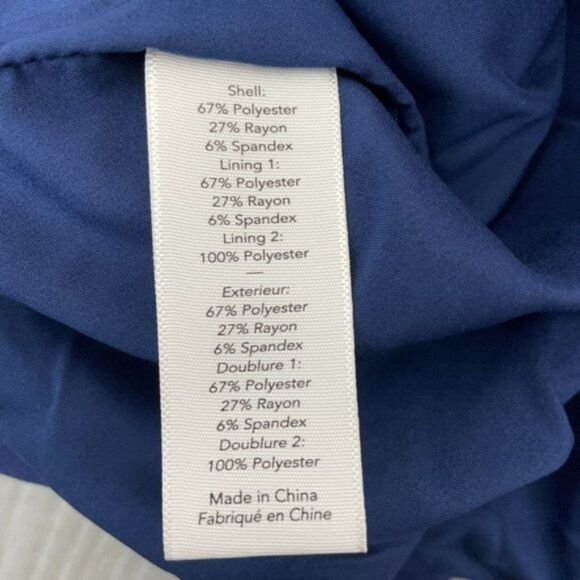 Shell:
67% Polyester
27% Rayon
6% Spandex
Lining 1:
67% Polyester
27% Rayon
6% Spandex
Lining 2:
100% Polyester
—
Exterieur:
67% Polyester
27% Rayon
6% Spandex
Doublure 1:
67% Polyester
27% Rayon
6% Spandex
Doublure 2:
100% Polyester
Made in China
Fabriqué en Chine